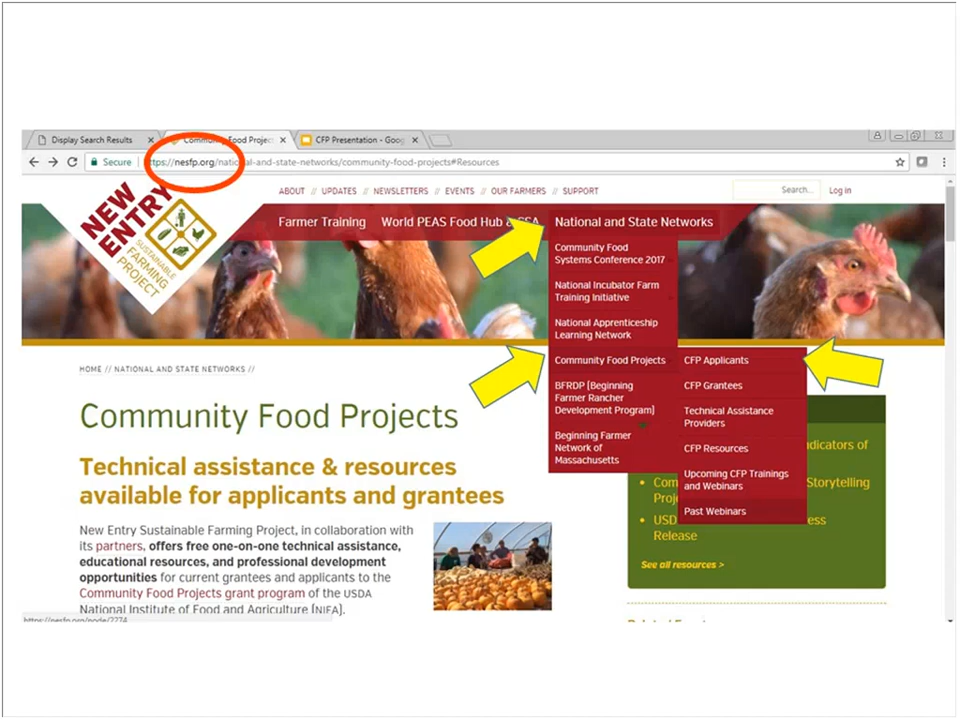 Display Search Results
CFP Presentation - Goog
Secure
https://nesfp.org/national-and-state-networks/community-food-projects#Resources
ABOUT // UPDATES // NEWSLETTERS // EVENTS // OUR FARMERS // SUPPORT
Search...
Log in
NEW
ENTRY
SUSTAINABLE
FARMING
PROJECT
Farmer Training
World PEAS Food Hub &
National and State Networks
Community Food
Systems Conference 2017
National Incubator Farm
Training Initiative
National Apprenticeship
Learning Network
Community Food Projects
BFRDP [Beginning
Farmer Rancher
Development Program]
Beginning Farmer
Network of
Massachusetts
CFP Applicants
CFP Grantees
Technical Assistance
Providers
CFP Resources
Upcoming CFP Trainings
and Webinars
Past Webinars
HOME // NATIONAL AND STATE NETWORKS //
Community Food Projects
Technical assistance & resources
available for applicants and grantees
New Entry Sustainable Farming Project, in collaboration with
its partners, offers free one-on-one technical assistance,
educational resources, and professional development
opportunities for current grantees and applicants to the
Community Food Projects grant program of the USDA
National Institute of Food and Agriculture [NIFA].
of
Storytelling
USD
Release
See all resources >
https://nesfp.org/node/2274